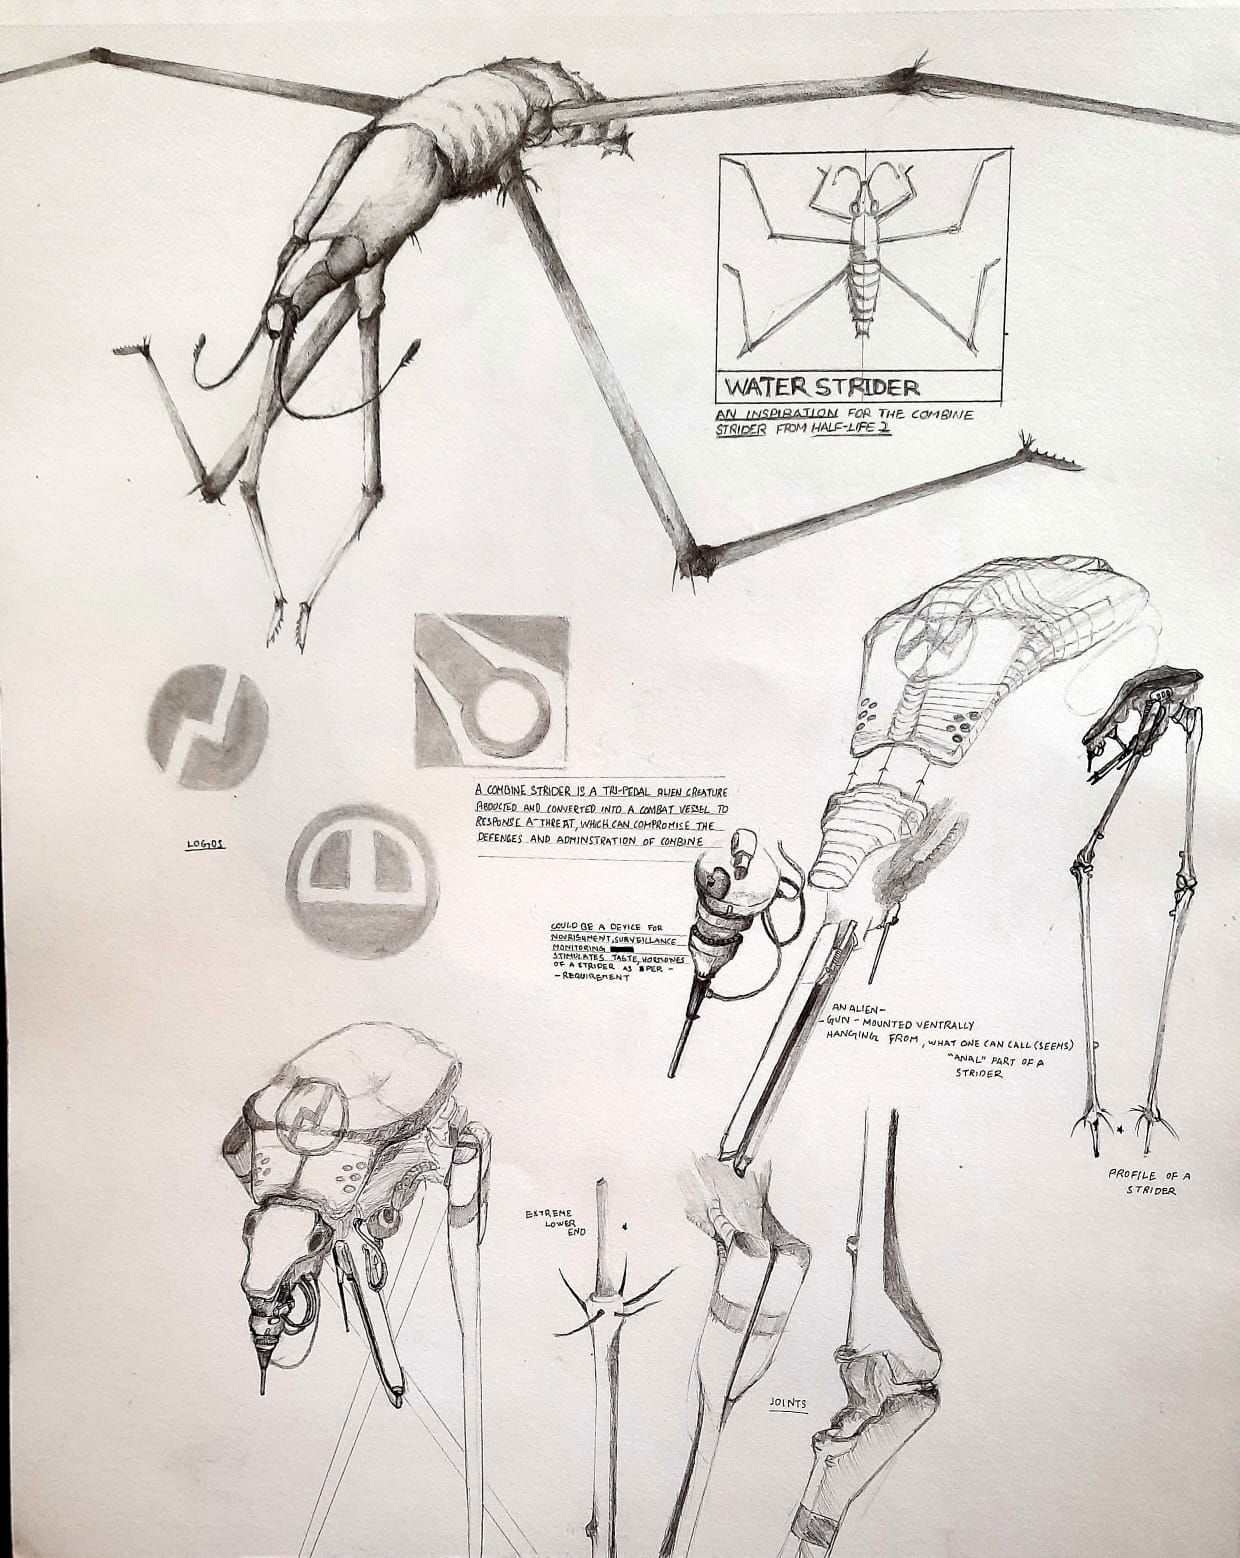 WATER STRIDER
AN INSPIRATION FOR THE COMBINE
STRIDER FROM HALF-LIFE 2
A COMBINE STRIDER IS A TRI-PEDAL ALIEN CREATURE
ABDUCTED AND CONVERTED INTO A COMBAT VESSEL TO
RESPONSE A THREAT, WHICH CAN COMPROMISE THE
DEFENSES AND ADMINSTRATION OF COMBINE
LOGOS
COULD BE A DEVICE FOR
NOURISHMENT, SURVEILLANCE
MONITORING
STIMULATES TASTE, HORMONES
OF A STRIDER AS PER -
- REQUIREMENT
AN ALIEN -
- GUN - MOUNTED VENTRALLY
HANGING FROM, WHAT ONE CAN CALL (SEEMS)
"ANAL" PART OF A
STRIDER
PROFILE OF A
STRIDER
EXTREME
LOWER
END
JOINTS